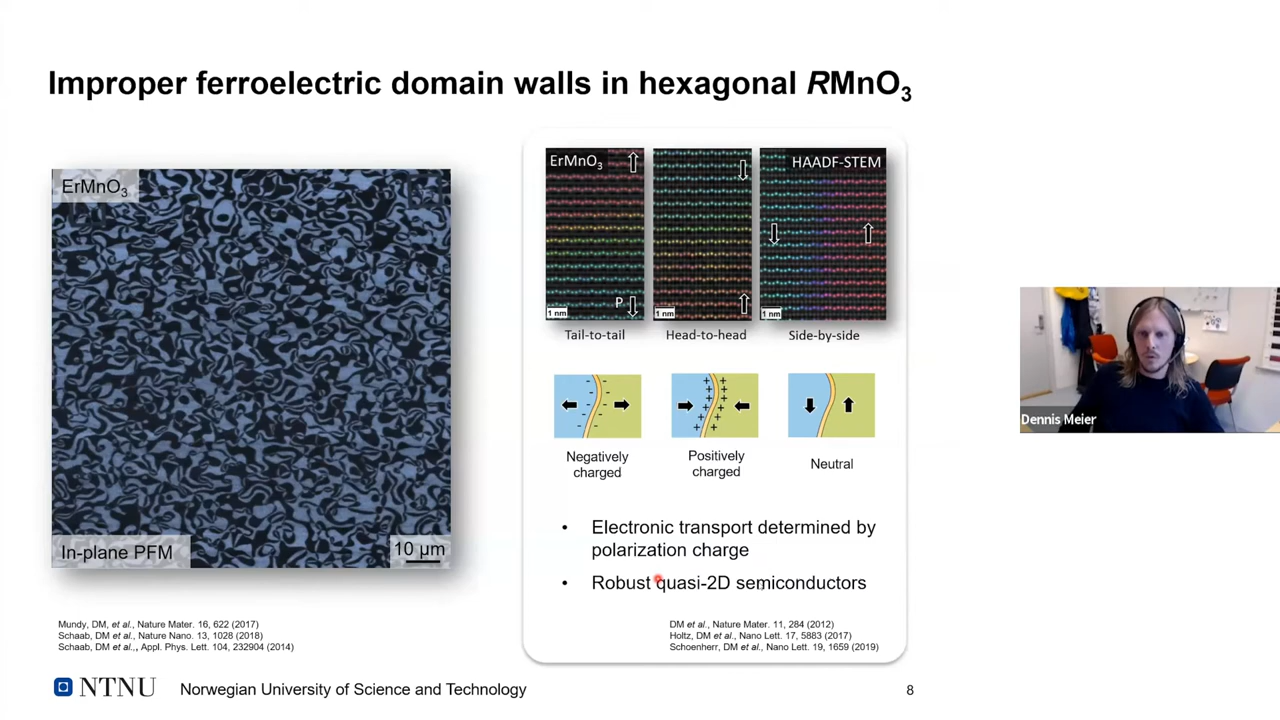 Improper ferroelectric domain walls in hexagonal RMnO3
ErMnO3
In-plane PFM
10 µm
ErMnO3
HAADF-STEM
P
1 nm
1 nm
1 nm
Tail-to-tail
Head-to-head
Side-by-side
Negatively
charged
Positively
charged
Neutral
• Electronic transport determined by
polarization charge
• Robust quasi-2D semiconductors
Mundy, DM, et al., Nature Mater. 16, 622 (2017)
Schaab, DM et al., Nature Nano. 13, 1028 (2018)
Schaab, DM et al.,, Appl. Phys. Lett. 104, 232904 (2014)
DM et al., Nature Mater. 11, 284 (2012)
Holtz, DM et al., Nano Lett. 17, 5883 (2017)
Schoenherr, DM et al., Nano Lett. 19, 1659 (2019)
NTNU
Norwegian University of Science and Technology
8
Dennis Meier